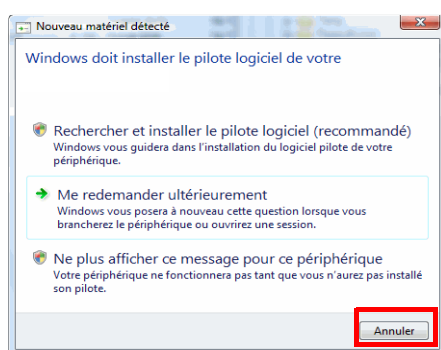 Nouveau matériel détecté
Windows doit installer le pilote logiciel de votre
Rechercher et installer le pilote logiciel (recommandé)
Windows vous guidera dans l'installation du logiciel pilote de votre
périphérique.
Me redemander ultérieurement
Windows vous posera à nouveau cette question lorsque vous
brancherez le périphérique ou ouvrirez une session.
Ne plus afficher ce message pour ce périphérique
Votre périphérique ne fonctionnera pas tant que vous n'aurez pas installé
son pilote.
Annuler